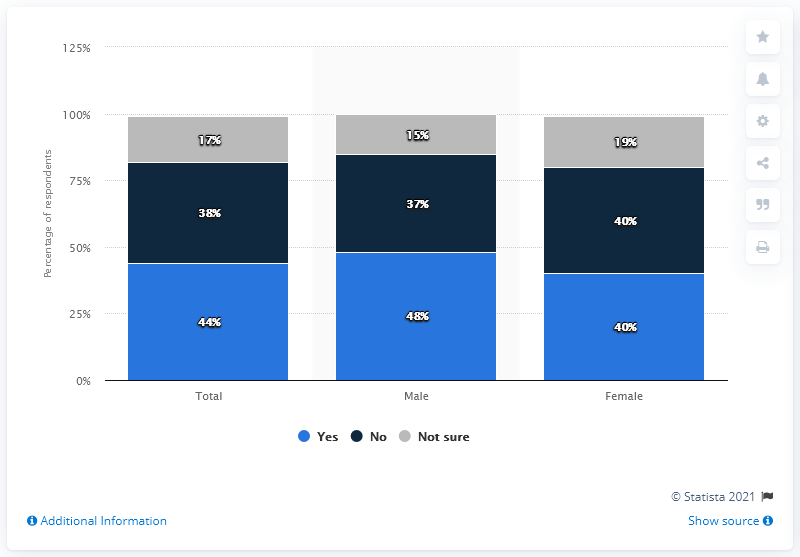 125%
100%
75%
50%
25%
0%
Percentage of respondents
17%
38%
44%
15%
37%
48%
19%
40%
40%
Total
Male
Female
Yes
No
Not sure
© Statista 2021
Additional Information
Show source